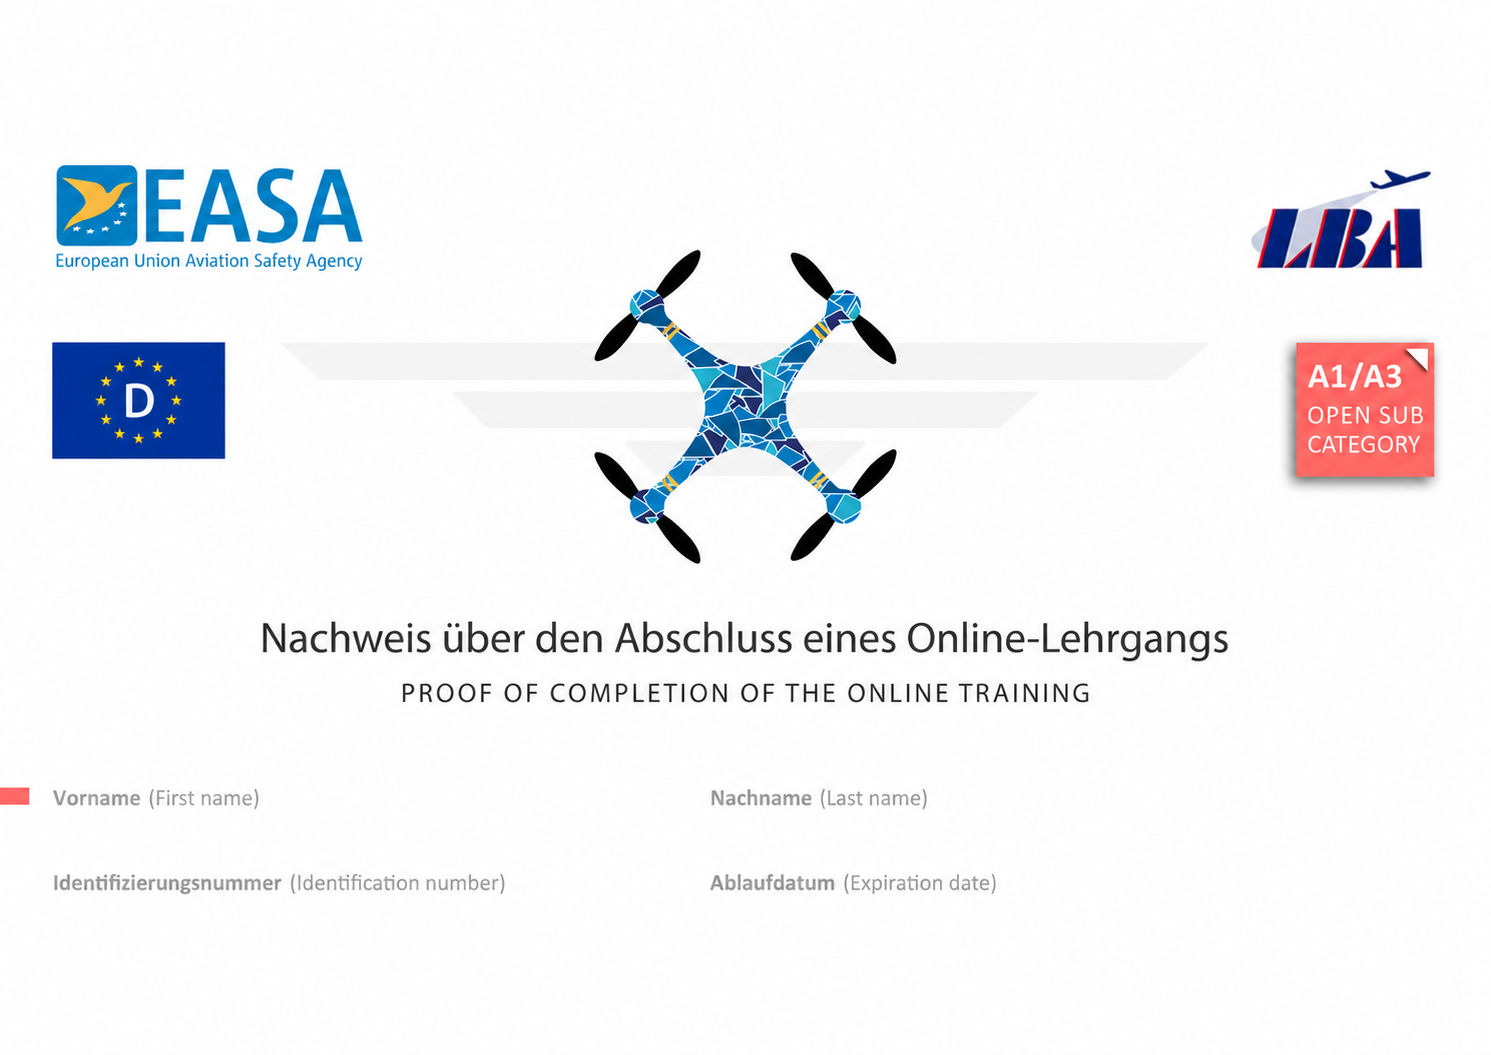 EASA
European Union Aviation Safety Agency
LBA
D
A1/A3
OPEN SUB
CATEGORY
Nachweis über den Abschluss eines Online-Lehrgangs
PROOF OF COMPLETION OF THE ONLINE TRAINING
Vorname (First name)
Nachname (Last name)
Identifizierungsnummer (Identification number)
Ablaufdatum (Expiration date)